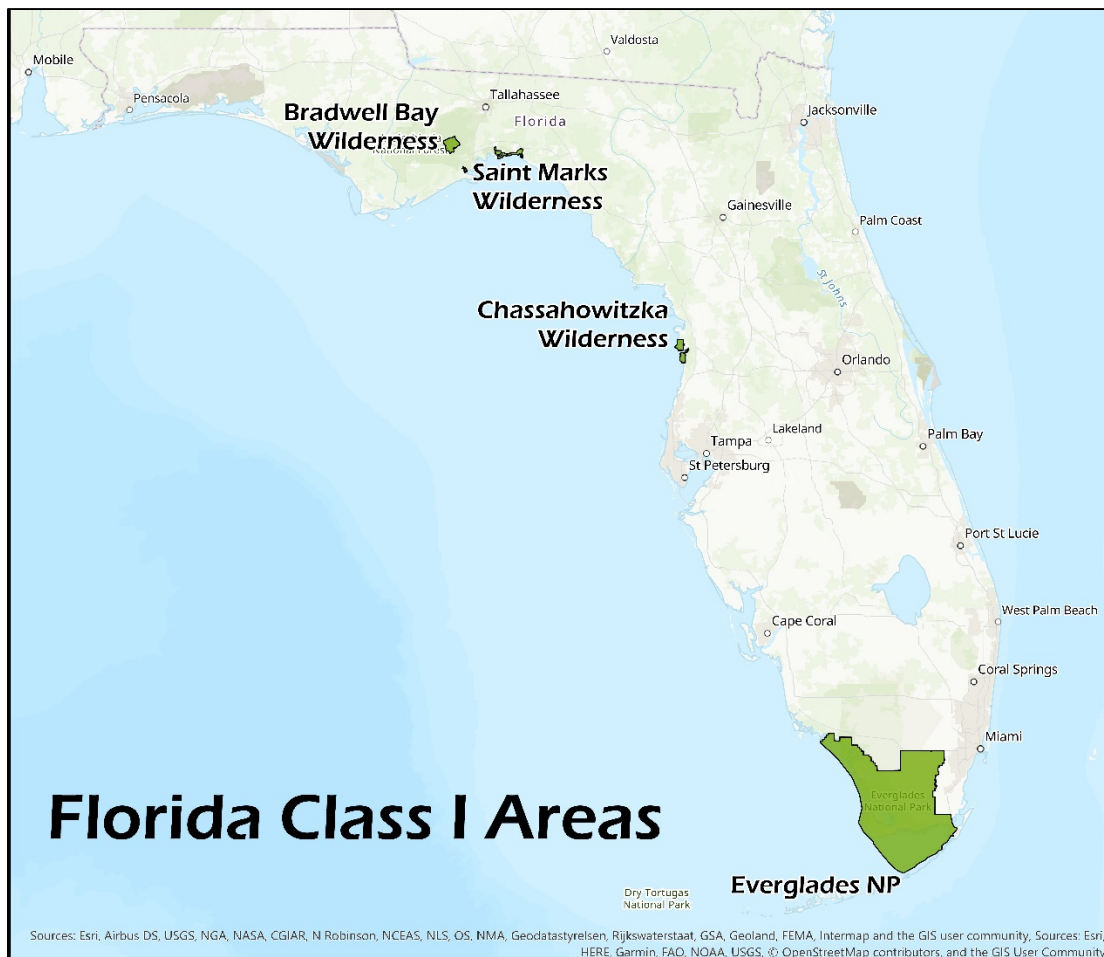 Valdosta
Mobile
Pensacola
Tallahassee
Jacksonville
Bradwell Bay
Wilderness
Florida
National Forest
Saint Marks
Wilderness
Gainesville
Palm Coast
St Johns
Chassahowitzka
Wilderness
Orlando
Lakeland
Tampa
Palm Bay
St Petersburg
Port St Lucie
West Palm Beach
Cape Coral
Coral Springs
Miami
Everglades
National Park
Florida Class I Areas
Everglades NP
Dry Tortugas
National Park
Sources: Esri, Airbus DS, USGS, NGA, NASA, CGIAR, N Robinson, NCEAS, NLS, OS, NMA, Geodatastyrelsen, Rijkswaterstaat, GSA, Geoland, FEMA, Intermap and the GIS user community, Sources: Esri,
HERE, Garmin, FAO, NOAA, USGS, © OpenStreetMap contributors, and the GIS User Community